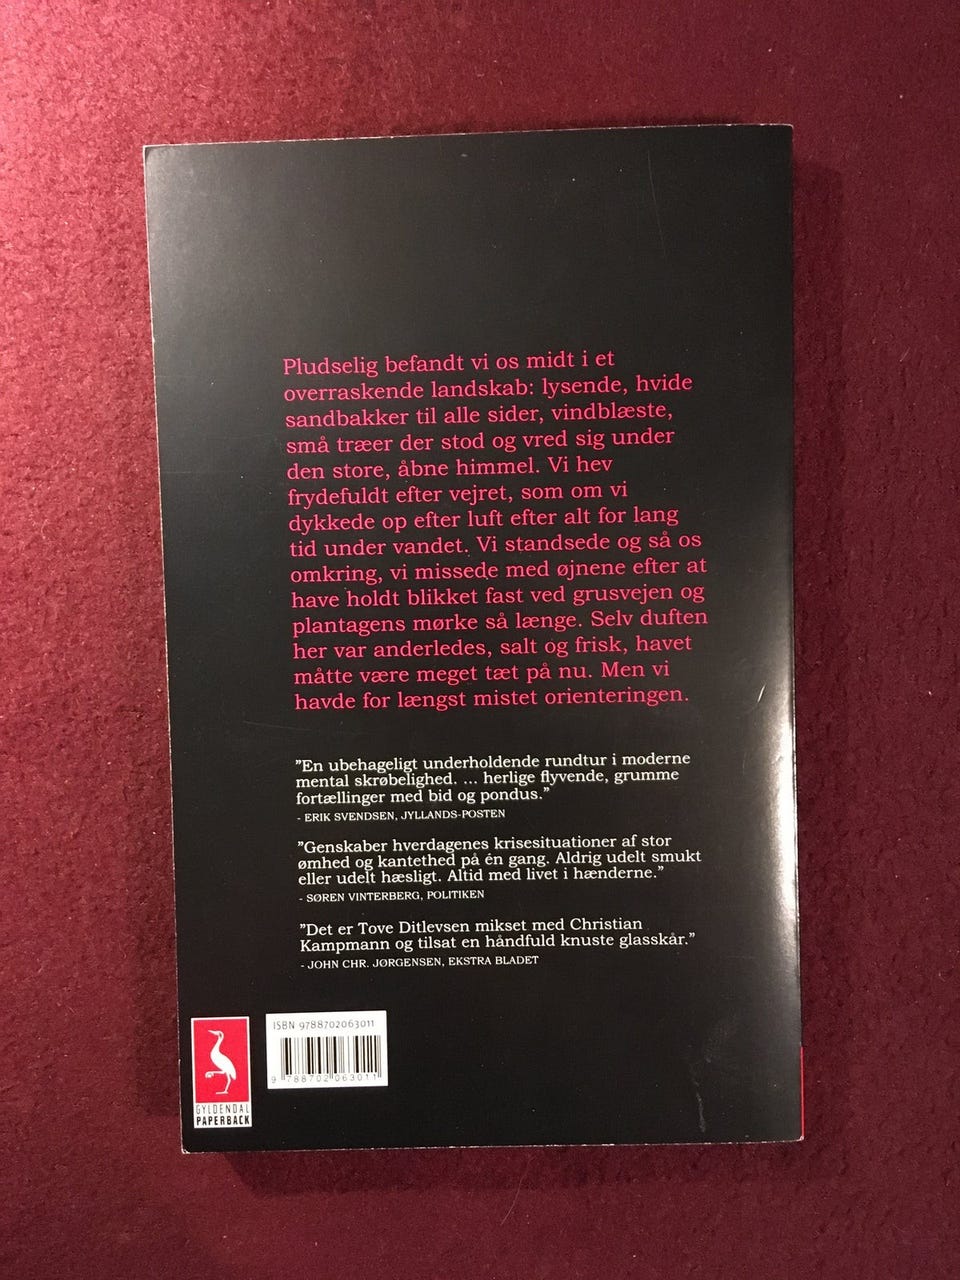 Pludselig befandt vi os midt i et
overraskende landskab: lysende, hvide
sandbakker til alle sider, vindblæste,
små træer der stod og vred sig under
den store, åbne himmel. Vi hev
frydefuldt efter vejret, som om vi
dykkede op efter luft efter alt for lang
tid under vandet. Vi standsede og så os
omkring, vi missede med øjnene efter at
have holdt blikket fast ved grusvejen og
plantagens mørke så længe. Selv duften
her var anderledes, salt og frisk, havet
måtte være meget tæt på nu. Men vi
havde for længst mistet orienteringen.
”En ubehageligt underholdende rundtur i moderne
mental skrøbelighed. ... herlige flyvende, grumme
fortællinger med bid og pondus.”
- ERIK SVENDSEN, JYLLANDS-POSTEN
”Genskaber hverdagenes krisesituationer af stor
ømhed og kantethed på én gang. Aldrig udelt smukt
eller udelt hæsligt. Altid med livet i hænderne.”
- SØREN VINTERBERG, POLITIKEN
”Det er Tove Ditlevsen mikset med Christian
Kampmann og tilsat en håndfuld knuste glasskår.”
- JOHN CHR. JØRGENSEN, EKSTRA BLADET
ISBN 9788702063011
9 788702 063011
GYLDENDAL
PAPERBACK